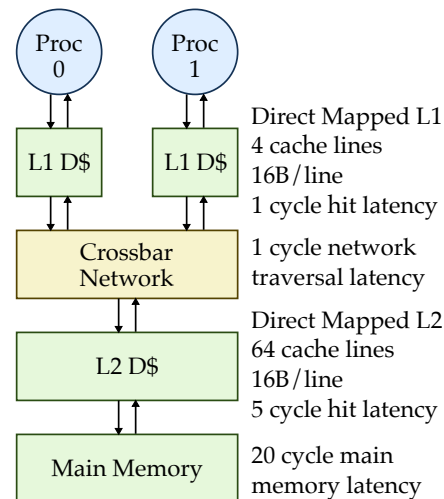 Proc
0
Proc
1
Direct Mapped L1
4 cache lines
16B/line
1 cycle hit latency
L1 D$
L1 D$
Crossbar
Network
1 cycle network
traversal latency
Direct Mapped L2
64 cache lines
16B/line
5 cycle hit latency
L2 D$
Main Memory
20 cycle main
memory latency